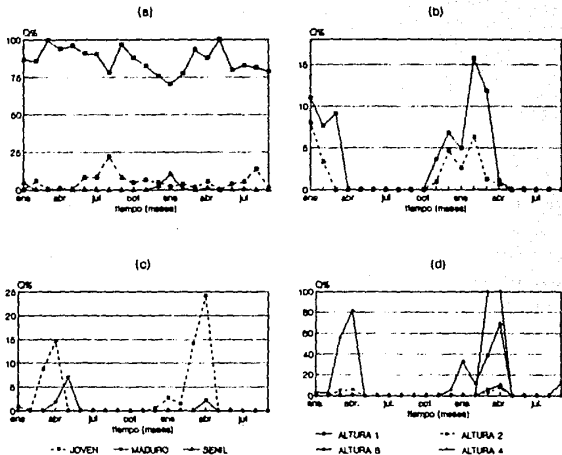 (a)
(b)
Q%
Q%
100
75
25
0
ene
abr
jul
oct
ene
abr
jul
tiempo (meses)
15
10
5
0
ene
abr
jul
oct
ene
abr
jul
tiempo (meses)
(c)
(d)
Q%
Q%
25
20
15
10
5
0
ene
abr
jul
oct
ene
abr
jul
tiempo (meses)
100
80
60
40
20
0
ene
abr
jul
oct
ene
abr
jul
tiempo (meses)
JOVEN
MADURO
SENIL
ALTURA 1
ALTURA 2
ALTURA 4